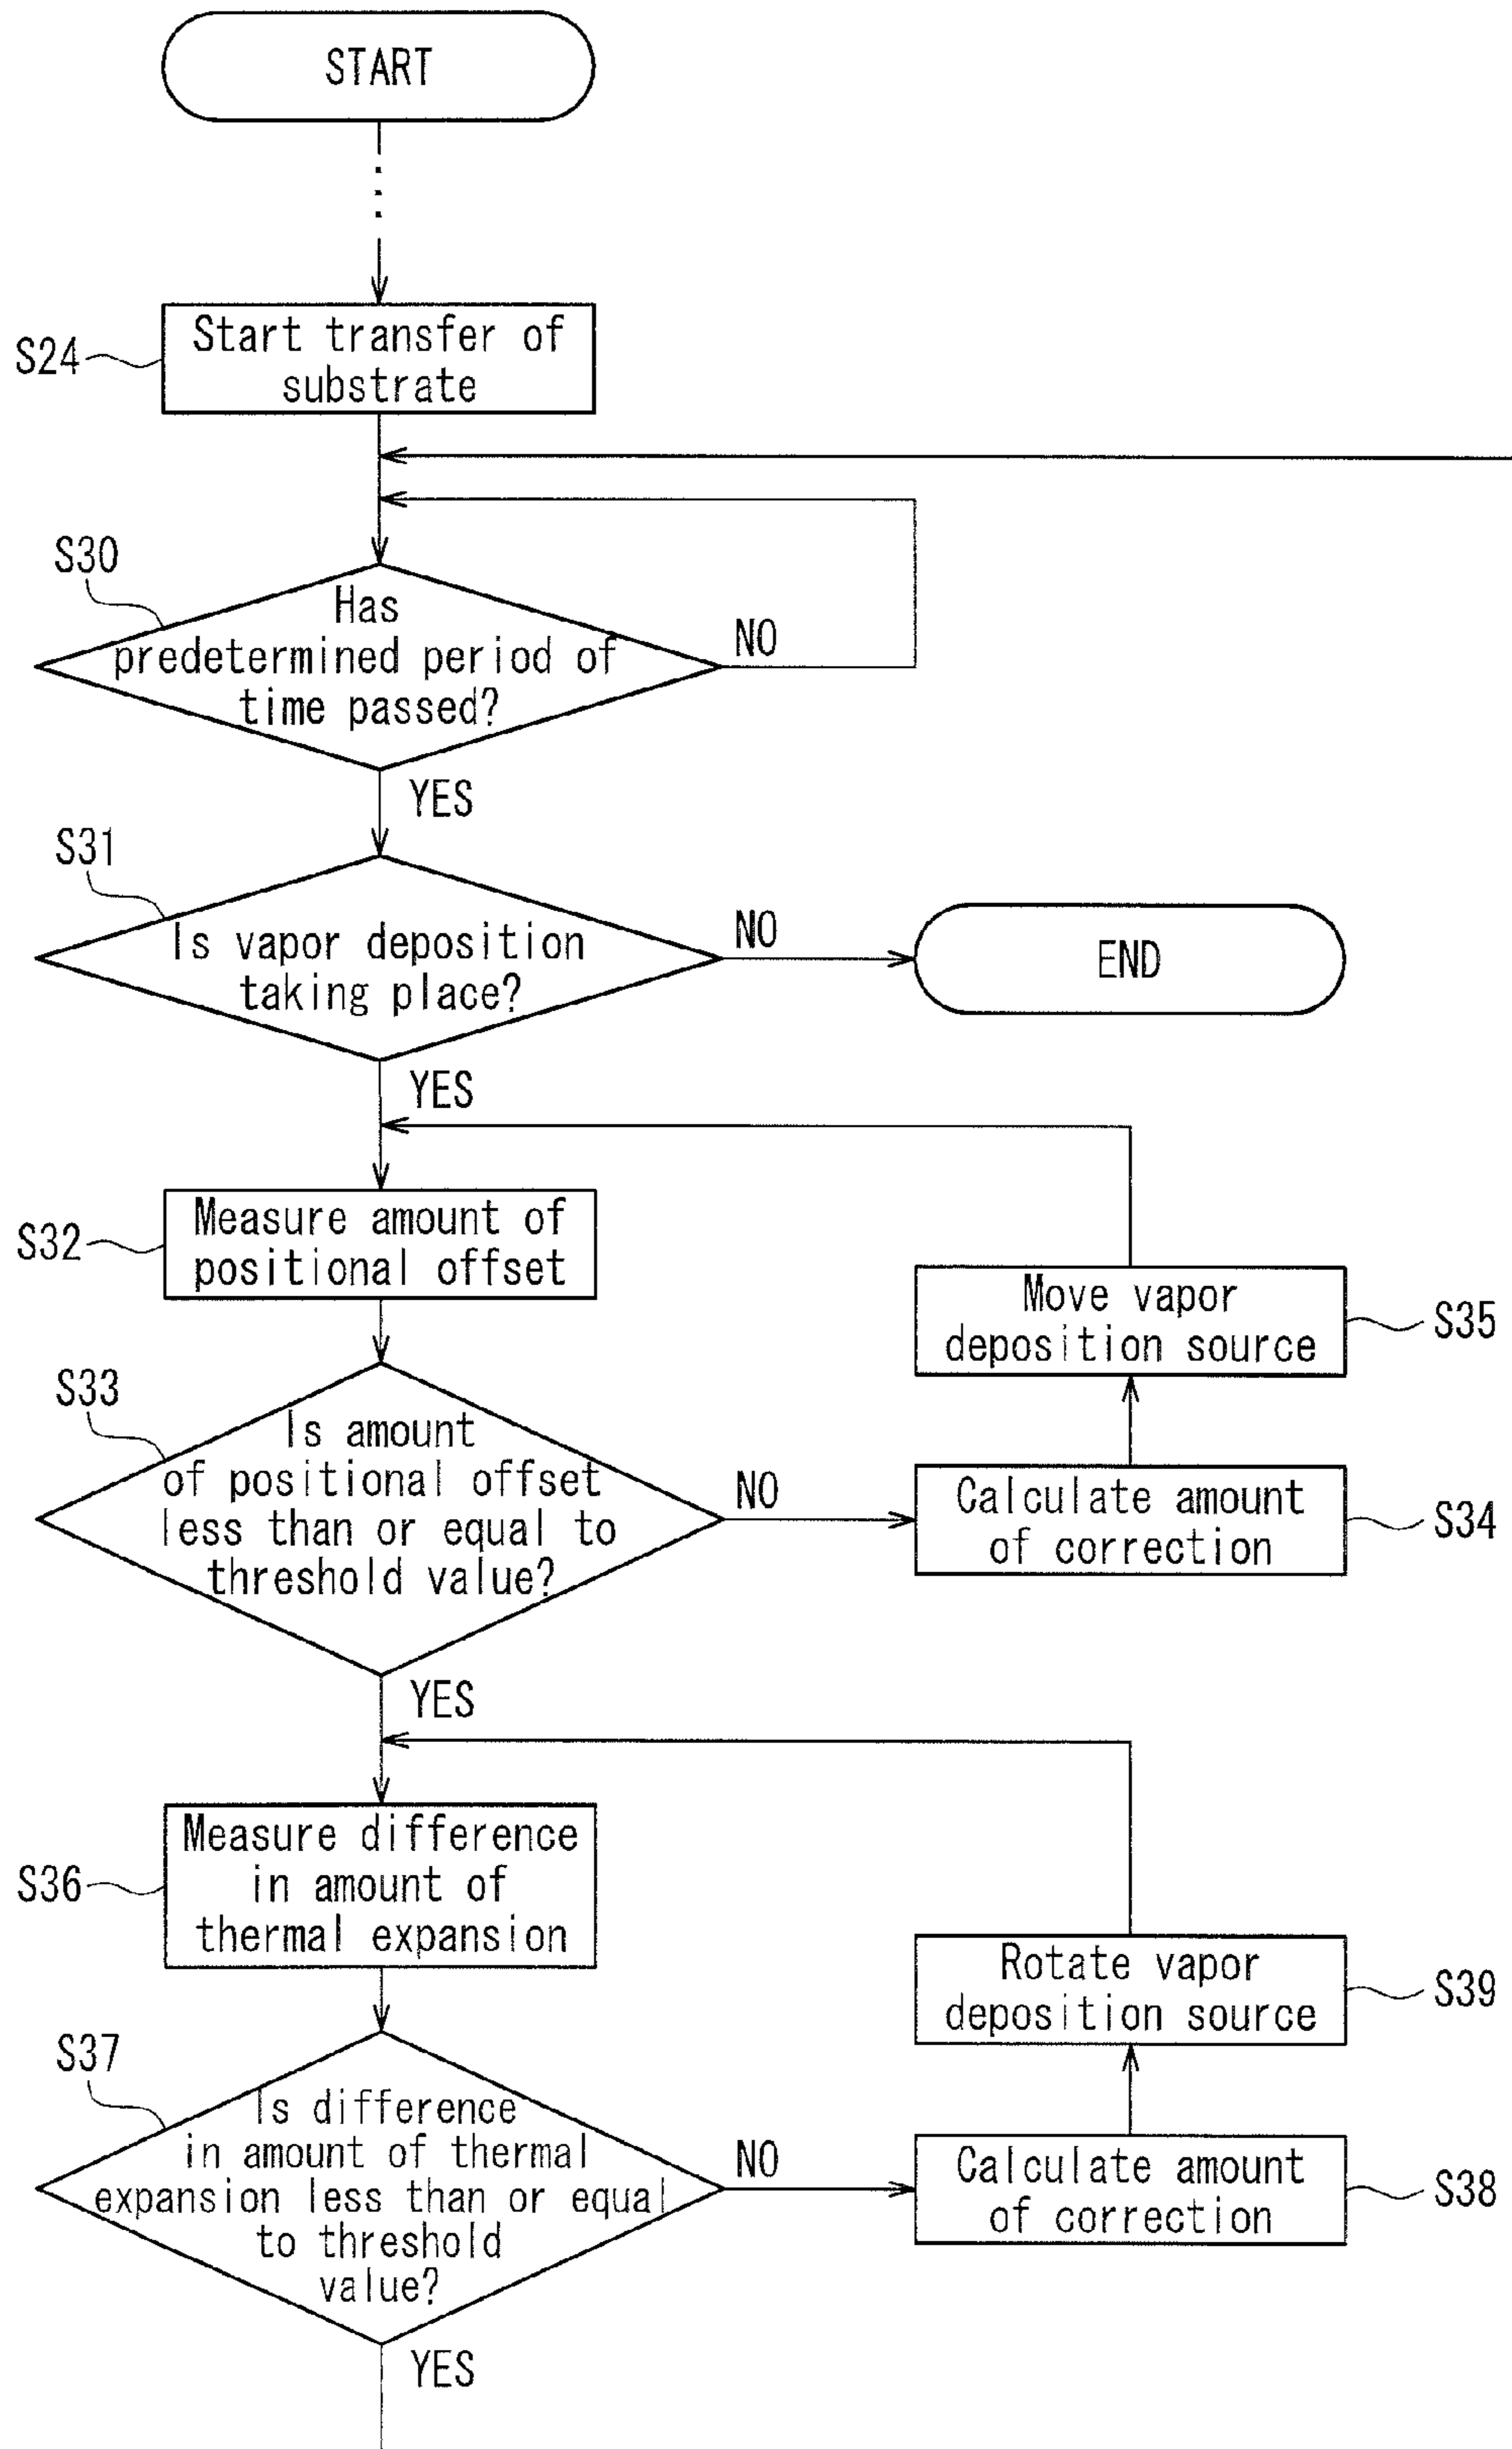 START
S24
Start transfer of
substrate
S30
Has
predetermined period of
time passed?
NO
YES
S31
Is vapor deposition
taking place?
NO
END
YES
S32
Measure amount of
positional offset
Move vapor
deposition source
S35
S33
Is amount
of positional offset
less than or equal to
threshold value?
NO
Calculate amount
of correction
S34
YES
S36
Measure difference
in amount of
thermal expansion
Rotate vapor
deposition source
S39
S37
Is difference
in amount of thermal
expansion less than or equal
to threshold
value?
NO
Calculate amount
of correction
S38
YES